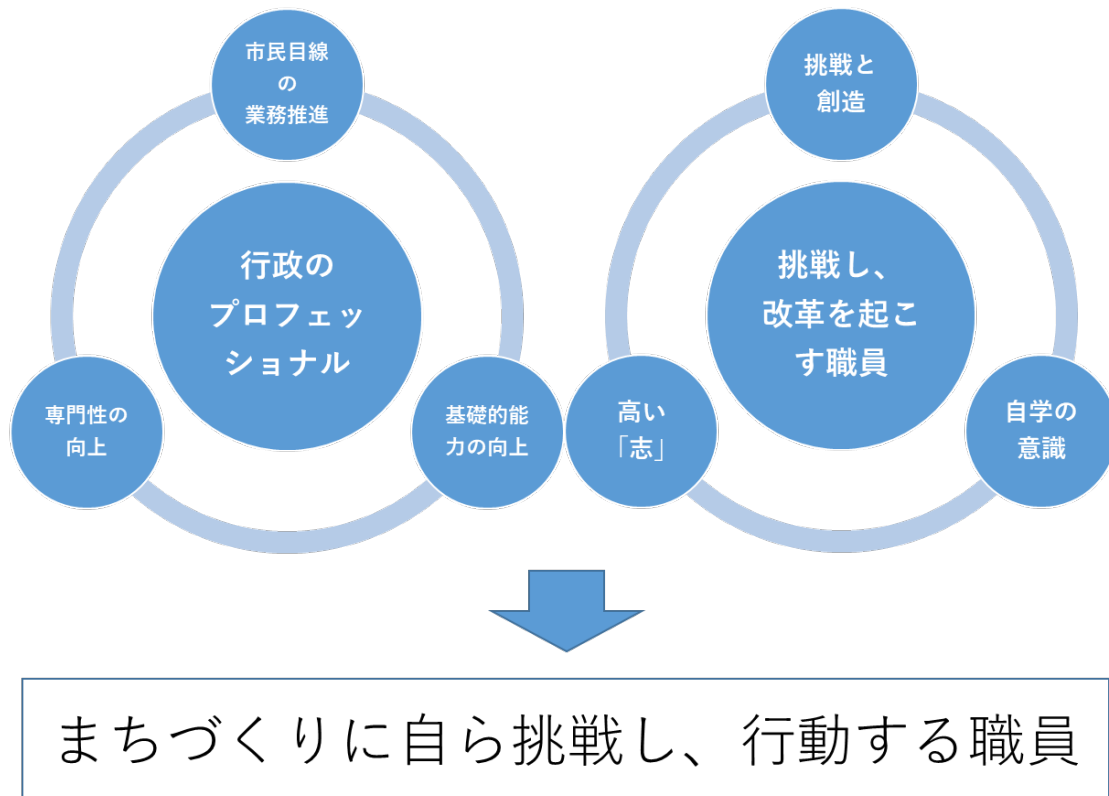 市民目線
の
業務推進
行政の
プロフェッ
ショナル
専門性の
向上
基礎的能
力の向上
挑戦と
創造
挑戦し、
改革を起こ
す職員
高い
「志」
自学の
意識
まちづくりに自ら挑戦し、行動する職員